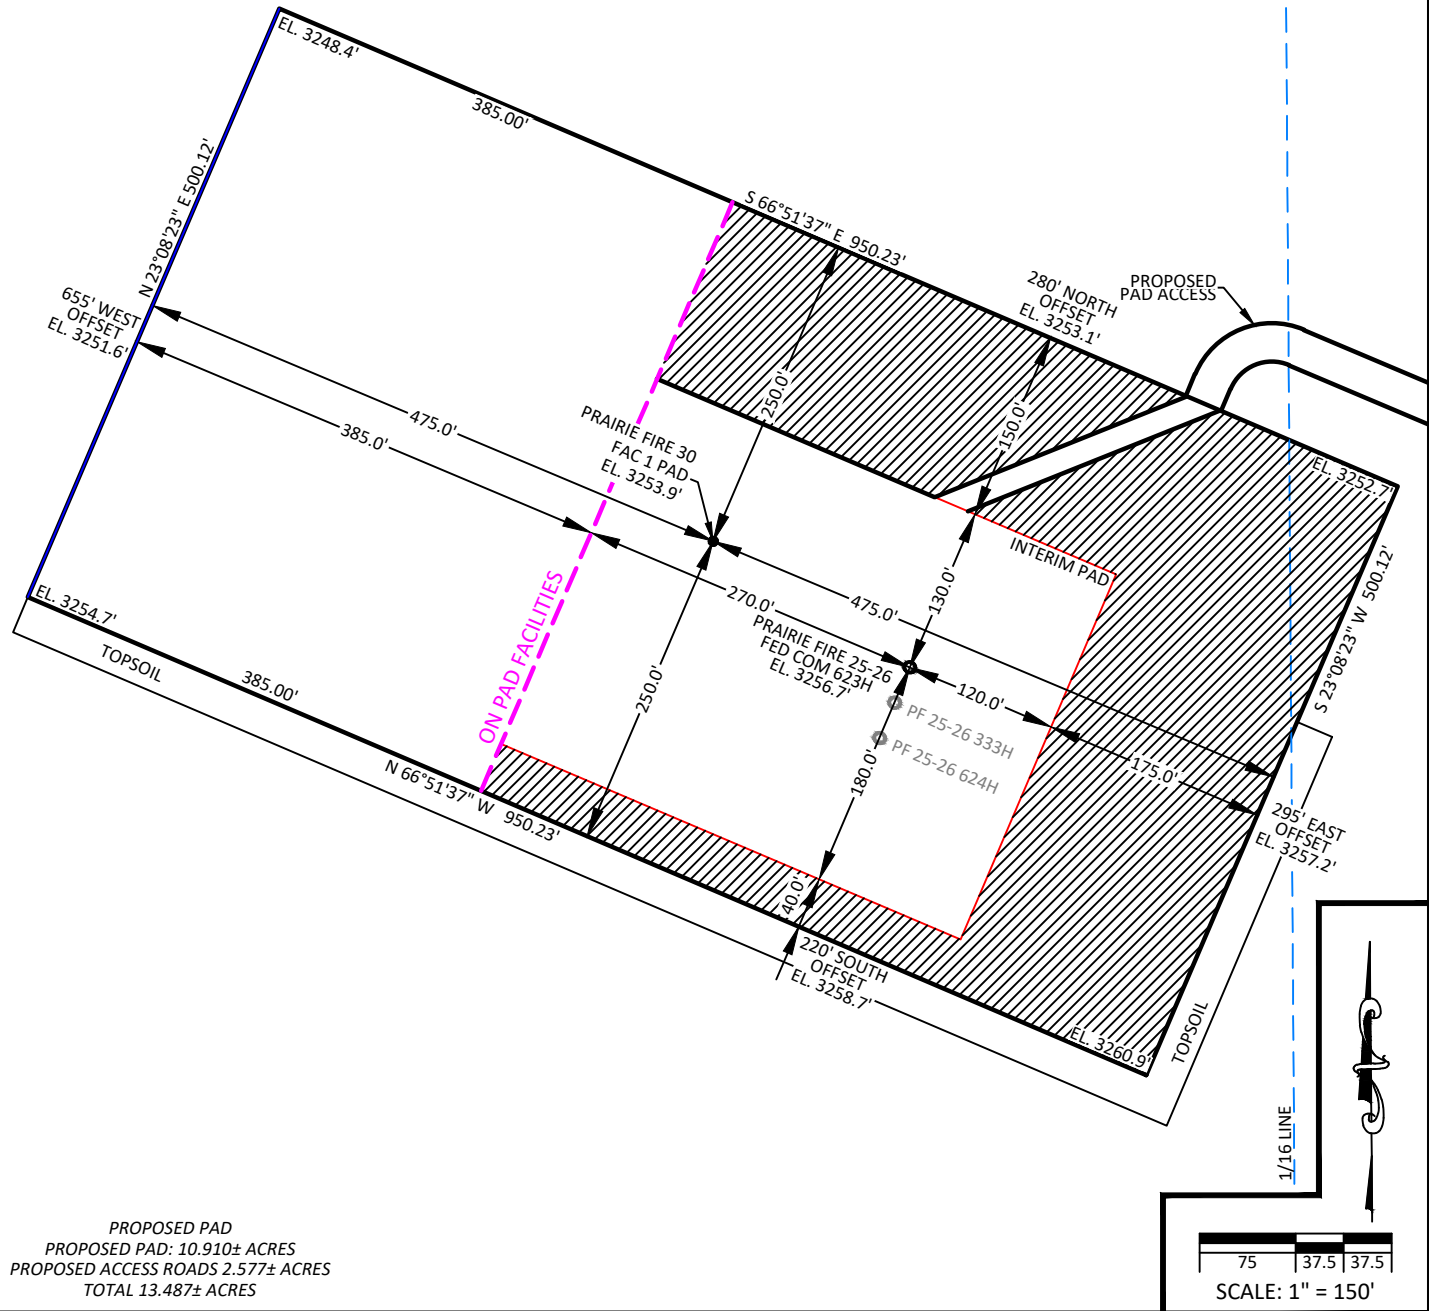 EL. 3248.4'
385.00'
N 23°08'23" E 500.12'
S 66°51'37" E 950.23'
655' WEST
OFFSET
EL. 3251.6'
280' NORTH
OFFSET
EL. 3253.1'
PROPOSED
PAD ACCESS
475.0'
385.0'
250.0'
150.0'
PRAIRIE FIRE 30
FAC 1 PAD
EL. 3253.9'
EL. 3252.7'
INTERIM PAD
S 23°08'23" W 500.12'
270.0'
475.0'
130.0'
ON PAD FACILITIES
EL. 3254.7'
TOPSOIL
385.00'
250.0'
PRAIRIE FIRE 25-26
FED COM 623H
EL. 3256.7'
120.0'
PF 25-26 333H
PF 25-26 624H
180.0'
175.0'
N 66°51'37" W 950.23'
40.0'
295' EAST
OFFSET
EL. 3257.2'
220' SOUTH
OFFSET
EL. 3258.7'
EL. 3260.9'
TOPSOIL
1/16 LINE
PROPOSED PAD
PROPOSED PAD: 10.910± ACRES
PROPOSED ACCESS ROADS 2.577± ACRES
TOTAL 13.487± ACRES
75 37.5 37.5
SCALE: 1" = 150'